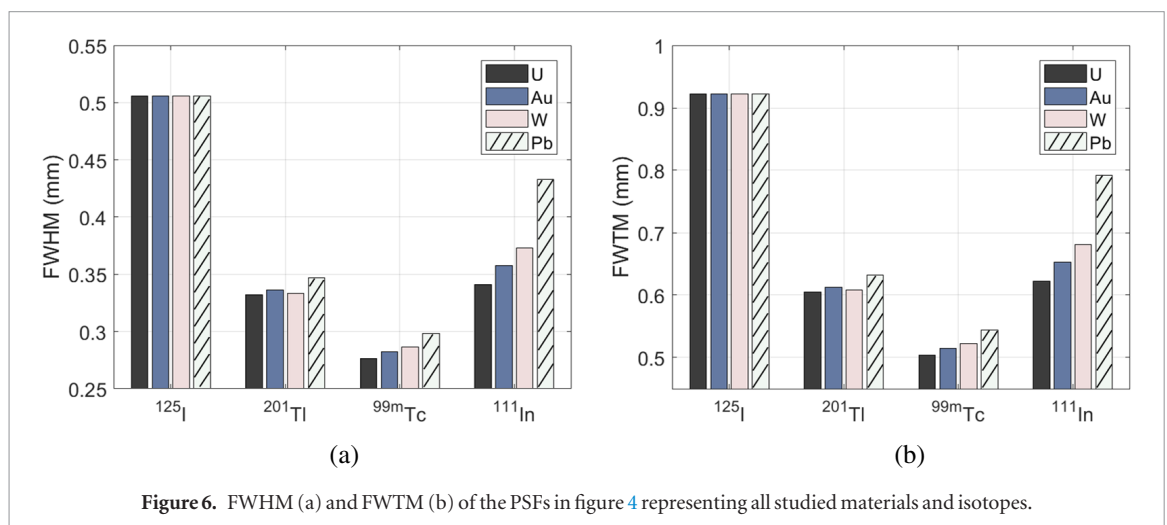 0.55
0.5
0.45
0.4
0.35
0.3
0.25
FWHM (mm)
U
Au
W
Pb
¹²⁵I
²⁰¹Tl
⁹⁹ᵐTc
¹¹¹In
(a)
1
0.9
0.8
0.7
0.6
0.5
FWTM (mm)
U
Au
W
Pb
¹²⁵I
²⁰¹Tl
⁹⁹ᵐTc
¹¹¹In
(b)
Figure 6. FWHM (a) and FWTM (b) of the PSFs in figure 4 representing all studied materials and isotopes.